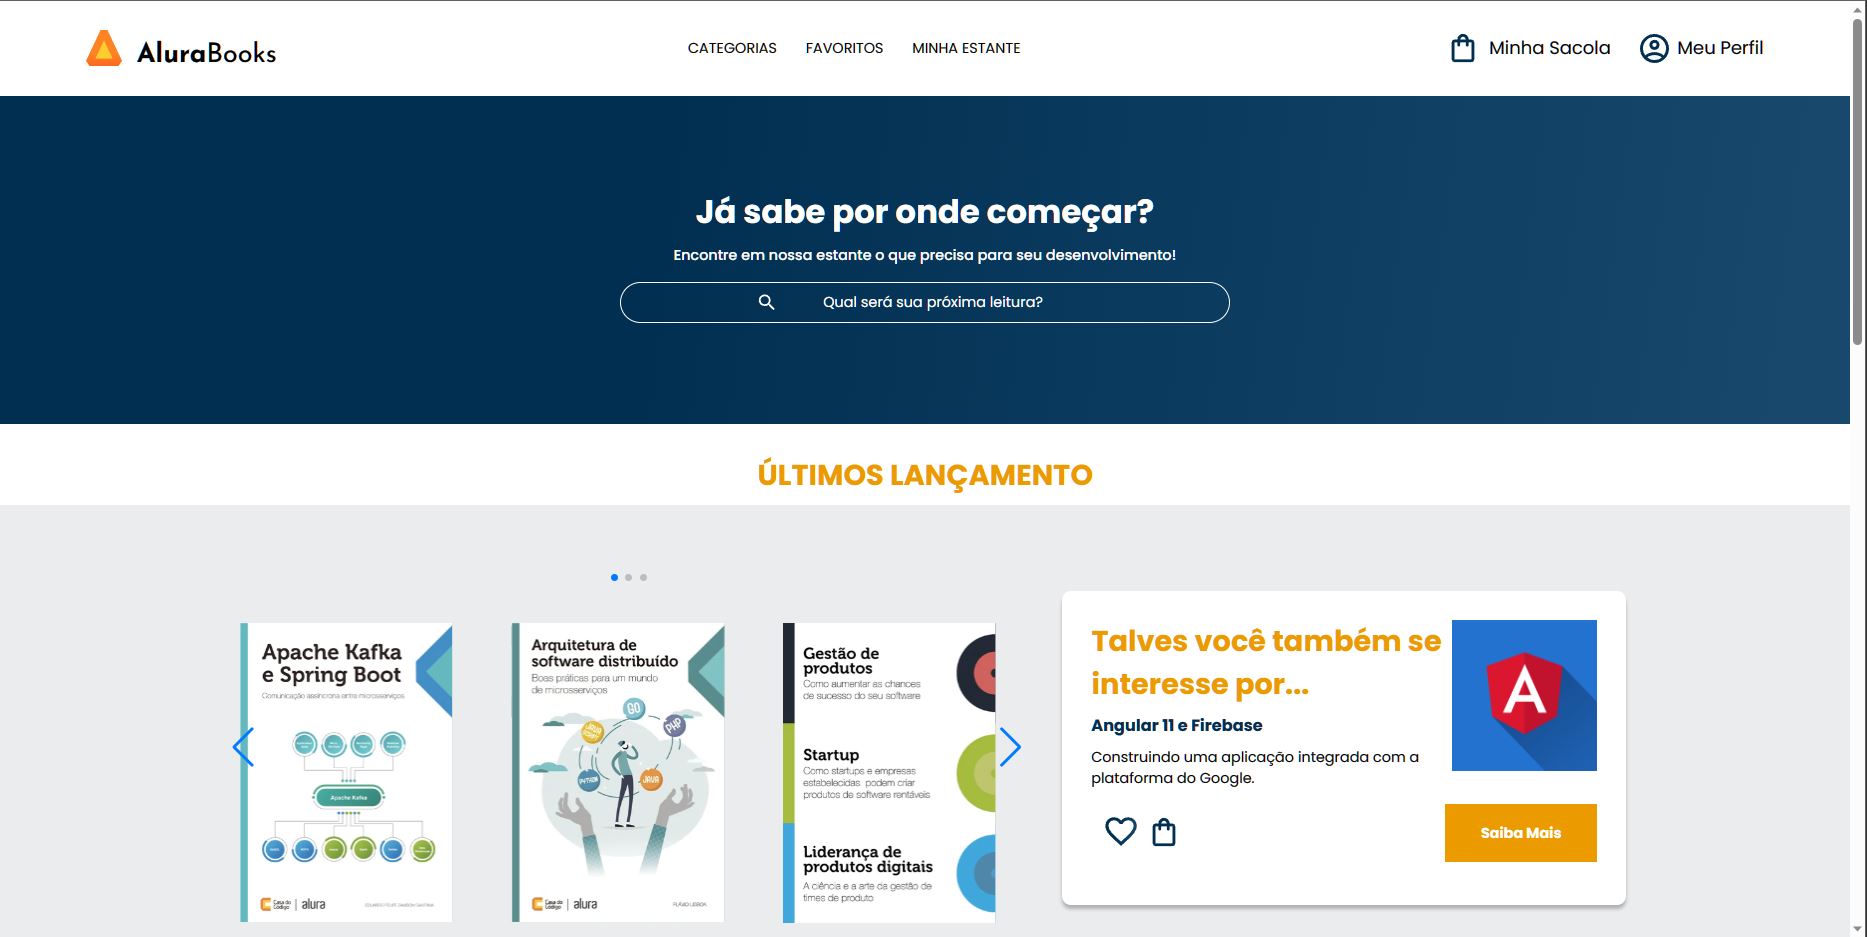 AluraBooks
CATEGORIAS
FAVORITOS
MINHA ESTANTE
Minha Sacola
Meu Perfil
Já sabe por onde começar?
Encontre em nossa estante o que precisa para seu desenvolvimento!
Qual será sua próxima leitura?
ÚLTIMOS LANÇAMENTO
Apache Kafka
e Spring Boot
Comunicação assíncrona entre microsserviços
Apache Kafka
Casa do
Código
alura
Arquitetura de
software distribuído
Boas práticas para um mundo
de microsserviços
GO
JAVA
SCRIPT
PHP
PYTHON
JAVA
Casa do
Código
alura
FLÁVIO LISBOA
Gestão de
produtos
Como aumentar as chances
de sucesso do seu software
Startup
Como startups e empresas
estabelecidas podem criar
produtos de software rentáveis
Liderança de
produtos digitais
A ciência e a arte da gestão de
times de produto
Talves você também se
interesse por...
Angular 11 e Firebase
Construindo uma aplicação integrada com a
plataforma do Google.
A
Saiba Mais